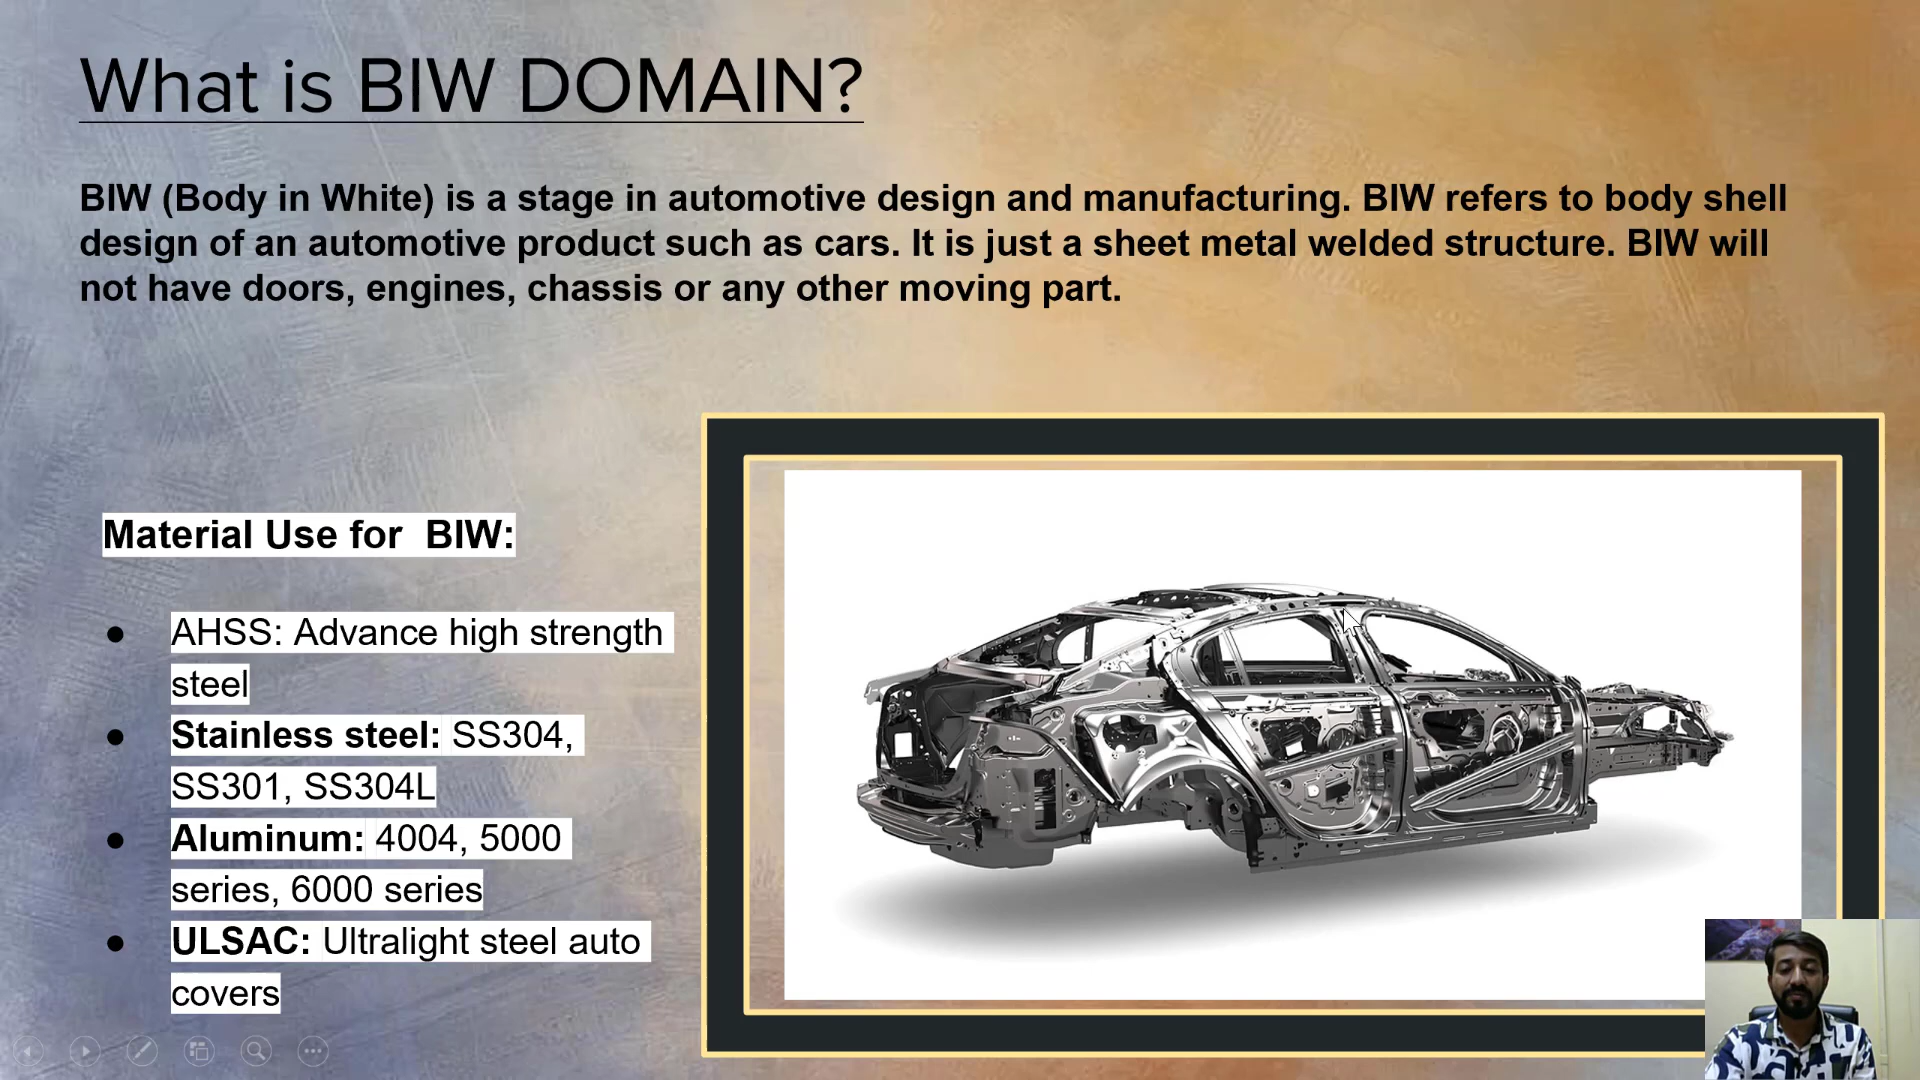 What is BIW DOMAIN?
BIW (Body in White) is a stage in automotive design and manufacturing. BIW refers to body shell
design of an automotive product such as cars. It is just a sheet metal welded structure. BIW will
not have doors, engines, chassis or any other moving part.
Material Use for  BIW:
● AHSS: Advance high strength
steel
● Stainless steel: SS304,
SS301, SS304L
● Aluminum: 4004, 5000
series, 6000 series
● ULSAC: Ultralight steel auto
covers